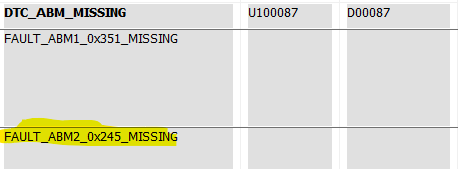 DTC_ABM_MISSING U100087 D00087
FAULT_ABM1_0x351_MISSING
FAULT_ABM2_0x245_MISSING